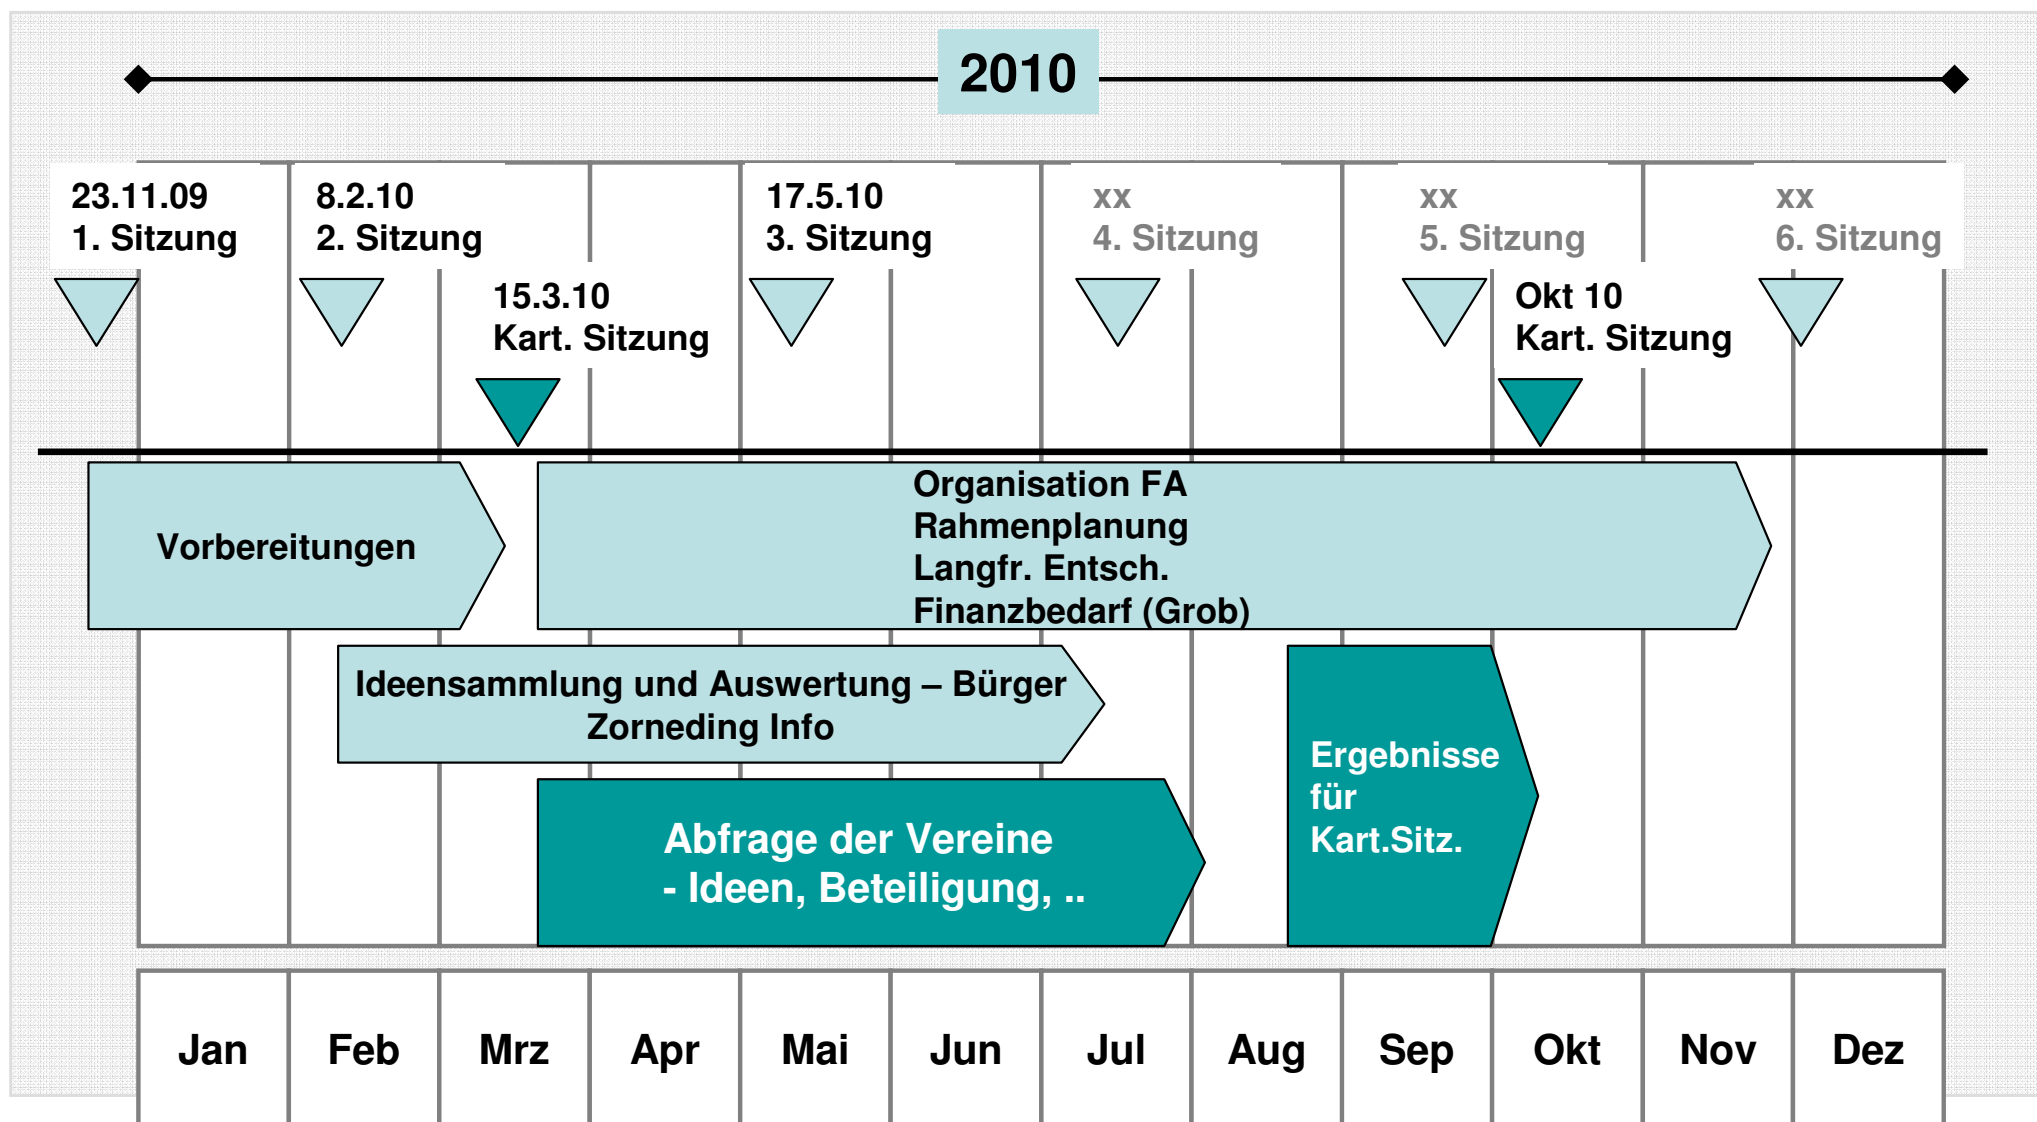 2010
23.11.09
1. Sitzung
8.2.10
2. Sitzung
17.5.10
3. Sitzung
xx
4. Sitzung
xx
5. Sitzung
xx
6. Sitzung
15.3.10
Kart. Sitzung
Okt 10
Kart. Sitzung
Vorbereitungen
Organisation FA
Rahmenplanung
Langfr. Entsch.
Finanzbedarf (Grob)
Ideensammlung und Auswertung – Bürger
Zorneding Info
Ergebnisse
für
Kart.Sitz.
Abfrage der Vereine
- Ideen, Beteiligung, ..
Jan Feb Mrz Apr Mai Jun Jul Aug Sep Okt Nov Dez